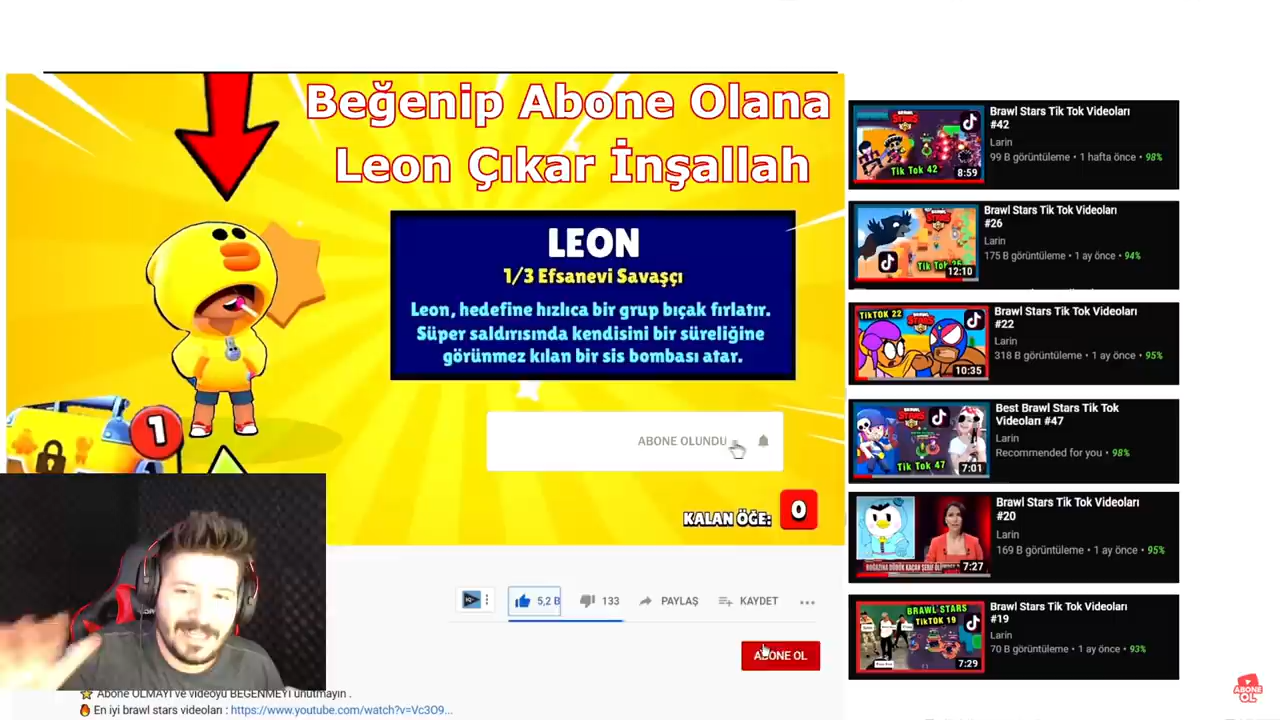 Beğenip Abone Olana
Leon Çıkar İnşallah
LEON
1/3 Efsanevi Savaşçı
Leon, hedefine hızlıca bir grup bıçak fırlatır.
Süper saldırısında kendisini bir süreliğine
görünmez kılan bir sis bombası atar.
1
ABONE OLUNDU
KALAN ÖĞE: 0
5,2 B
133
PAYLAŞ
KAYDET
ABONE OL
Abone OLMAYI ve videoyu BEĞENMEYİ unutmayın .
En iyi brawl stars videoları : https://www.youtube.com/watch?v=Vc3O9...
Brawl Stars Tik Tok Videoları
#42
Larin
99 B görüntüleme • 1 hafta önce • 98%
Tik Tok 42
8:59
Brawl Stars Tik Tok Videoları
#26
Larin
175 B görüntüleme • 1 ay önce • 94%
12:10
Brawl Stars Tik Tok Videoları
#22
Larin
318 B görüntüleme • 1 ay önce • 95%
TikTOK 22
10:35
Best Brawl Stars Tik Tok
Videoları #47
Larin
Recommended for you • 98%
Tik Tok 47
7:01
Brawl Stars Tik Tok Videoları
#20
Larin
169 B görüntüleme • 1 ay önce • 95%
7:27
Brawl Stars Tik Tok Videoları
#19
Larin
70 B görüntüleme • 1 ay önce • 93%
BRAWL STARS
TikTOK 19
7:29
ABONE
OL